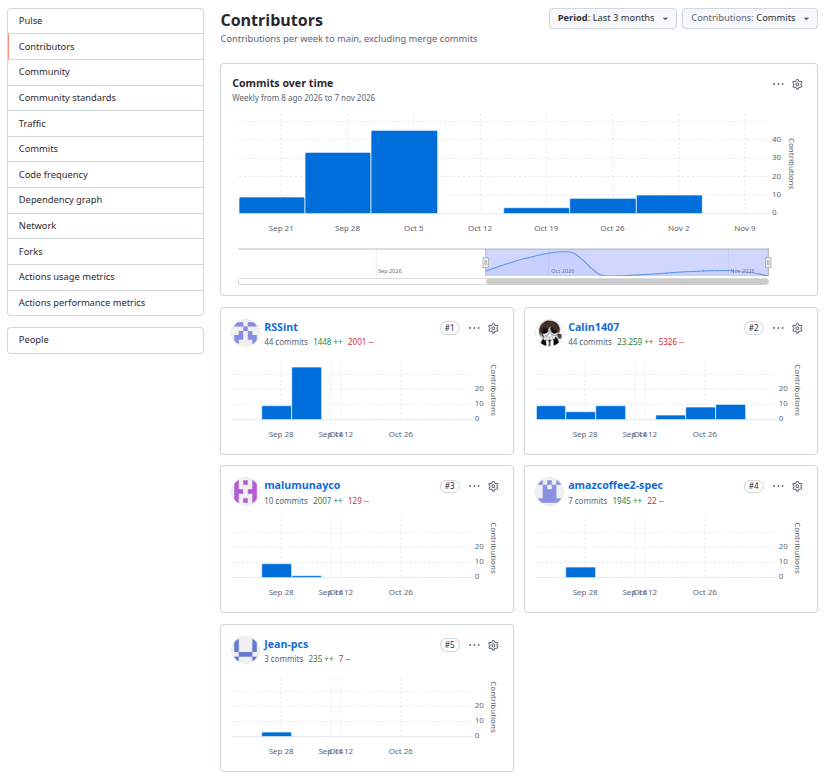 Pulse
Contributors
Community
Community standards
Traffic
Commits
Code frequency
Dependency graph
Network
Forks
Actions usage metrics
Actions performance metrics
People
Contributors
Period: Last 3 months
Contributions: Commits
Contributions per week to main, excluding merge commits
Commits over time
Weekly from 8 ago 2026 to 7 nov 2026
40
30
20
10
0
Contributions
Sep 21 Sep 28 Oct 5 Oct 12 Oct 19 Oct 26 Nov 2 Nov 9
Sep 2026 Oct 2026 Nov 2026
RSSint #1
44 commits 1448 ++ 2001 --
20
10
0
Contributions
Sep 28 Oct 12 Oct 26
Calin1407 #2
44 commits 23.259 ++ 5326 --
20
10
0
Contributions
Sep 28 Oct 12 Oct 26
malumunayco #3
10 commits 2007 ++ 129 --
20
10
0
Contributions
Sep 28 Oct 12 Oct 26
amazcoffee2-spec #4
7 commits 1945 ++ 22 --
20
10
0
Contributions
Sep 28 Oct 12 Oct 26
Jean-pcs #5
3 commits 235 ++ 7 --
20
10
0
Contributions
Sep 28 Oct 12 Oct 26